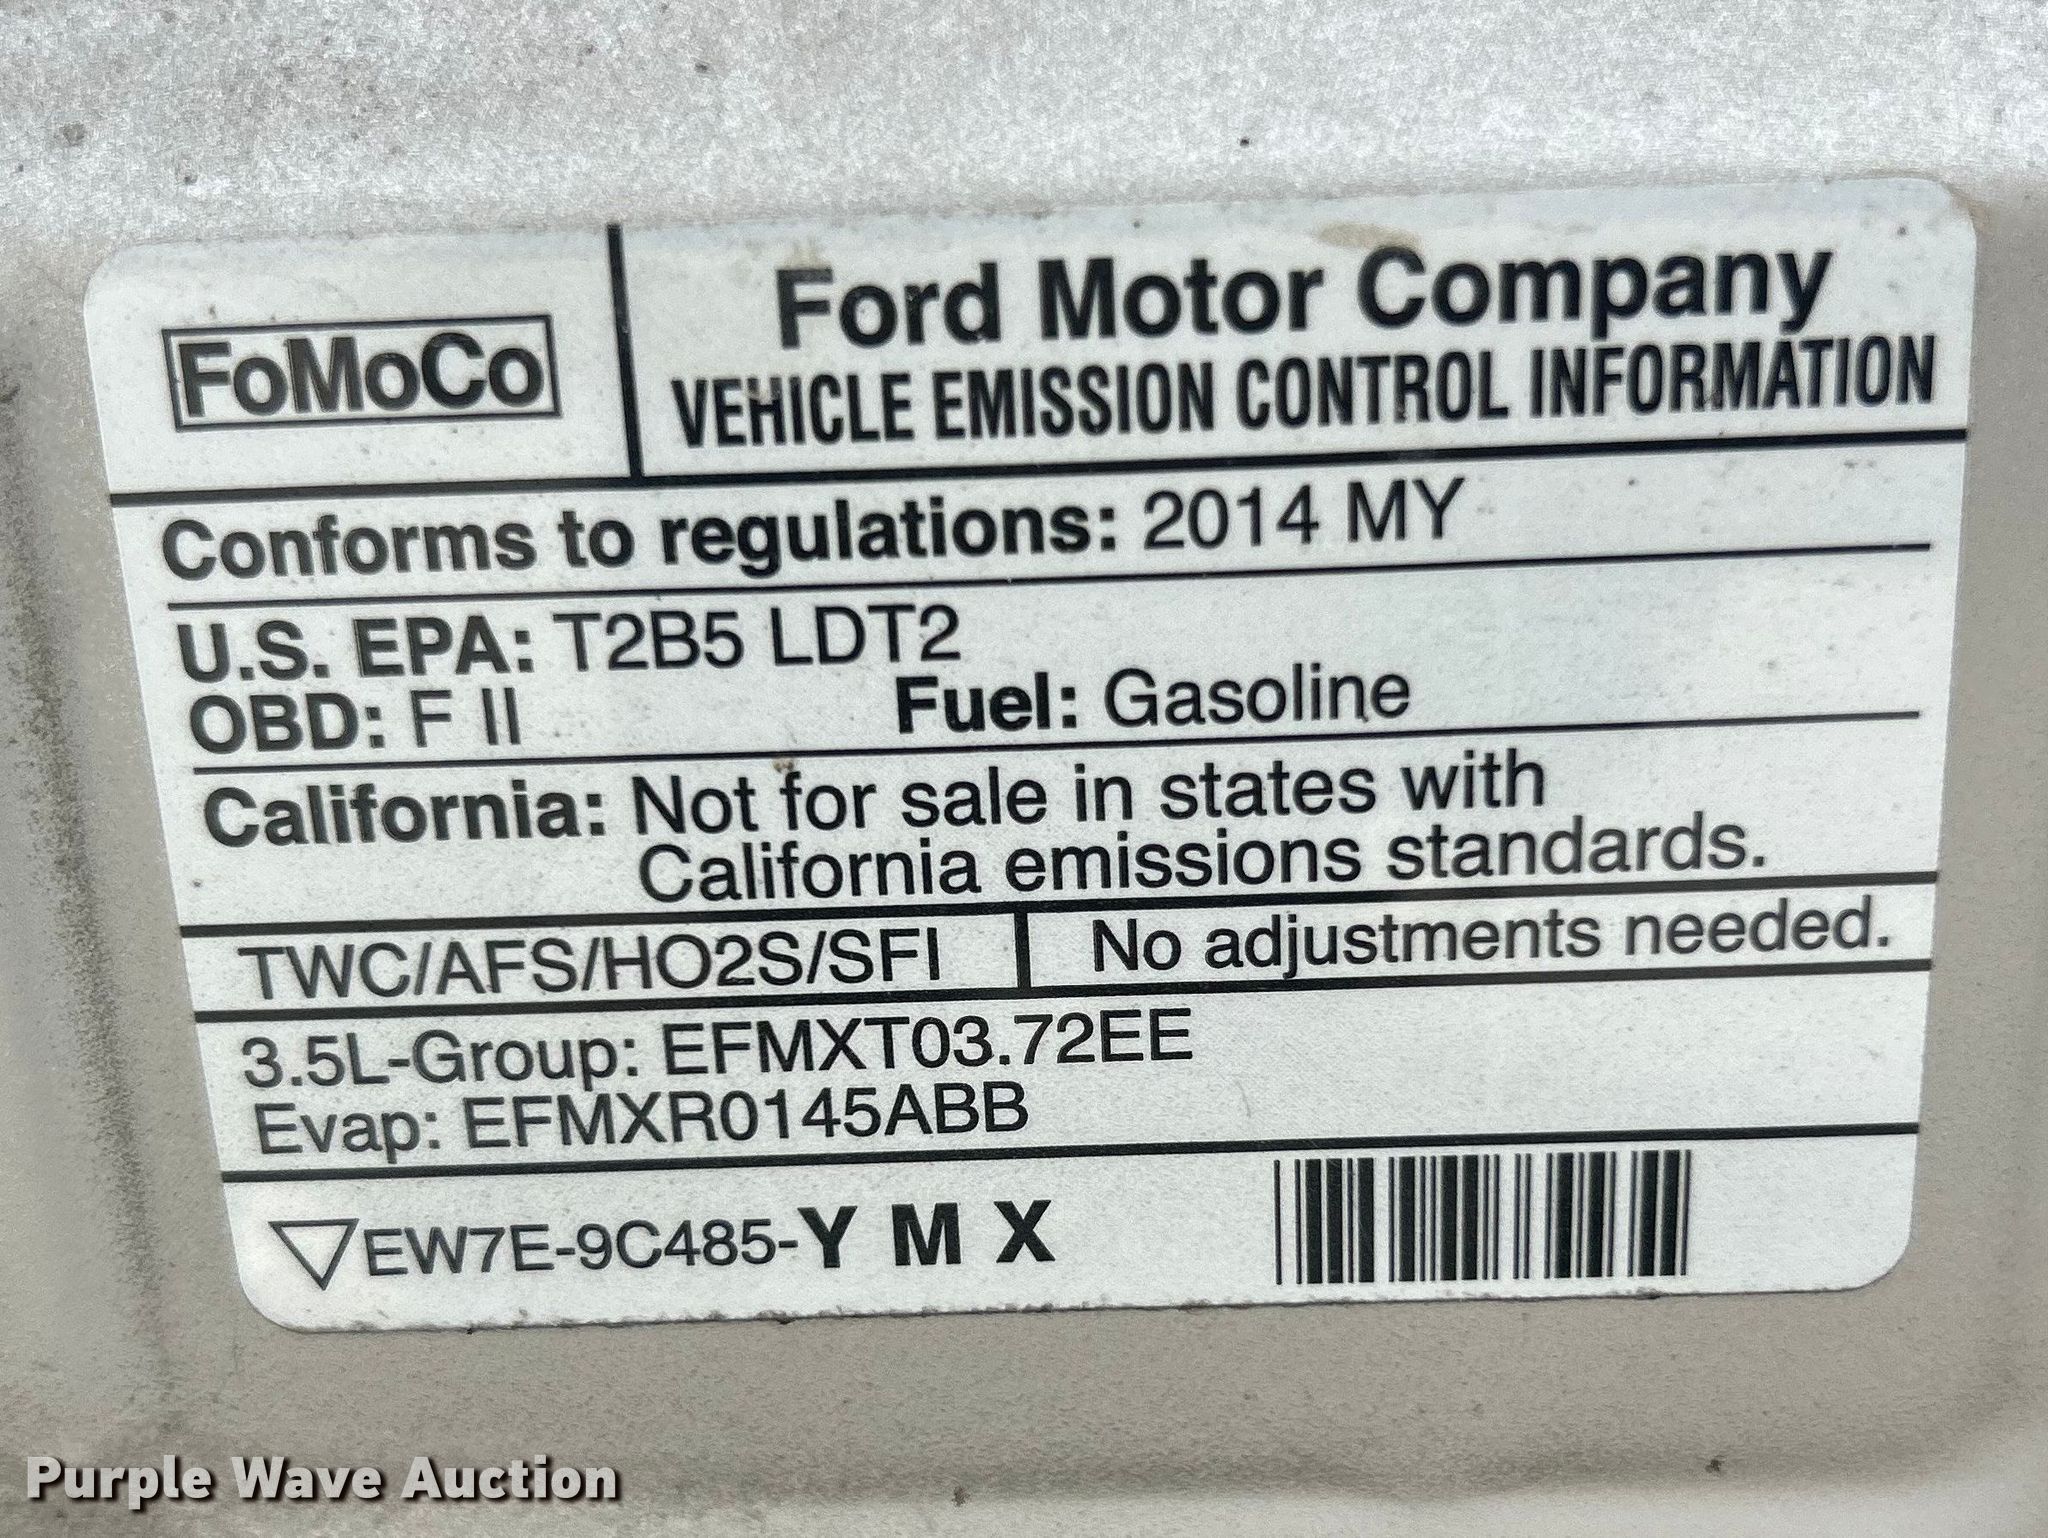 FoMoCo
Ford Motor Company
VEHICLE EMISSION CONTROL INFORMATION
Conforms to regulations: 2014 MY
U.S. EPA: T2B5 LDT2
OBD: F II Fuel: Gasoline
California: Not for sale in states with
California emissions standards.
TWC/AFS/HO2S/SFI No adjustments needed.
3.5L-Group: EFMXT03.72EE
Evap: EFMXR0145ABB
EW7E-9C485-Y M X
Purple Wave Auction